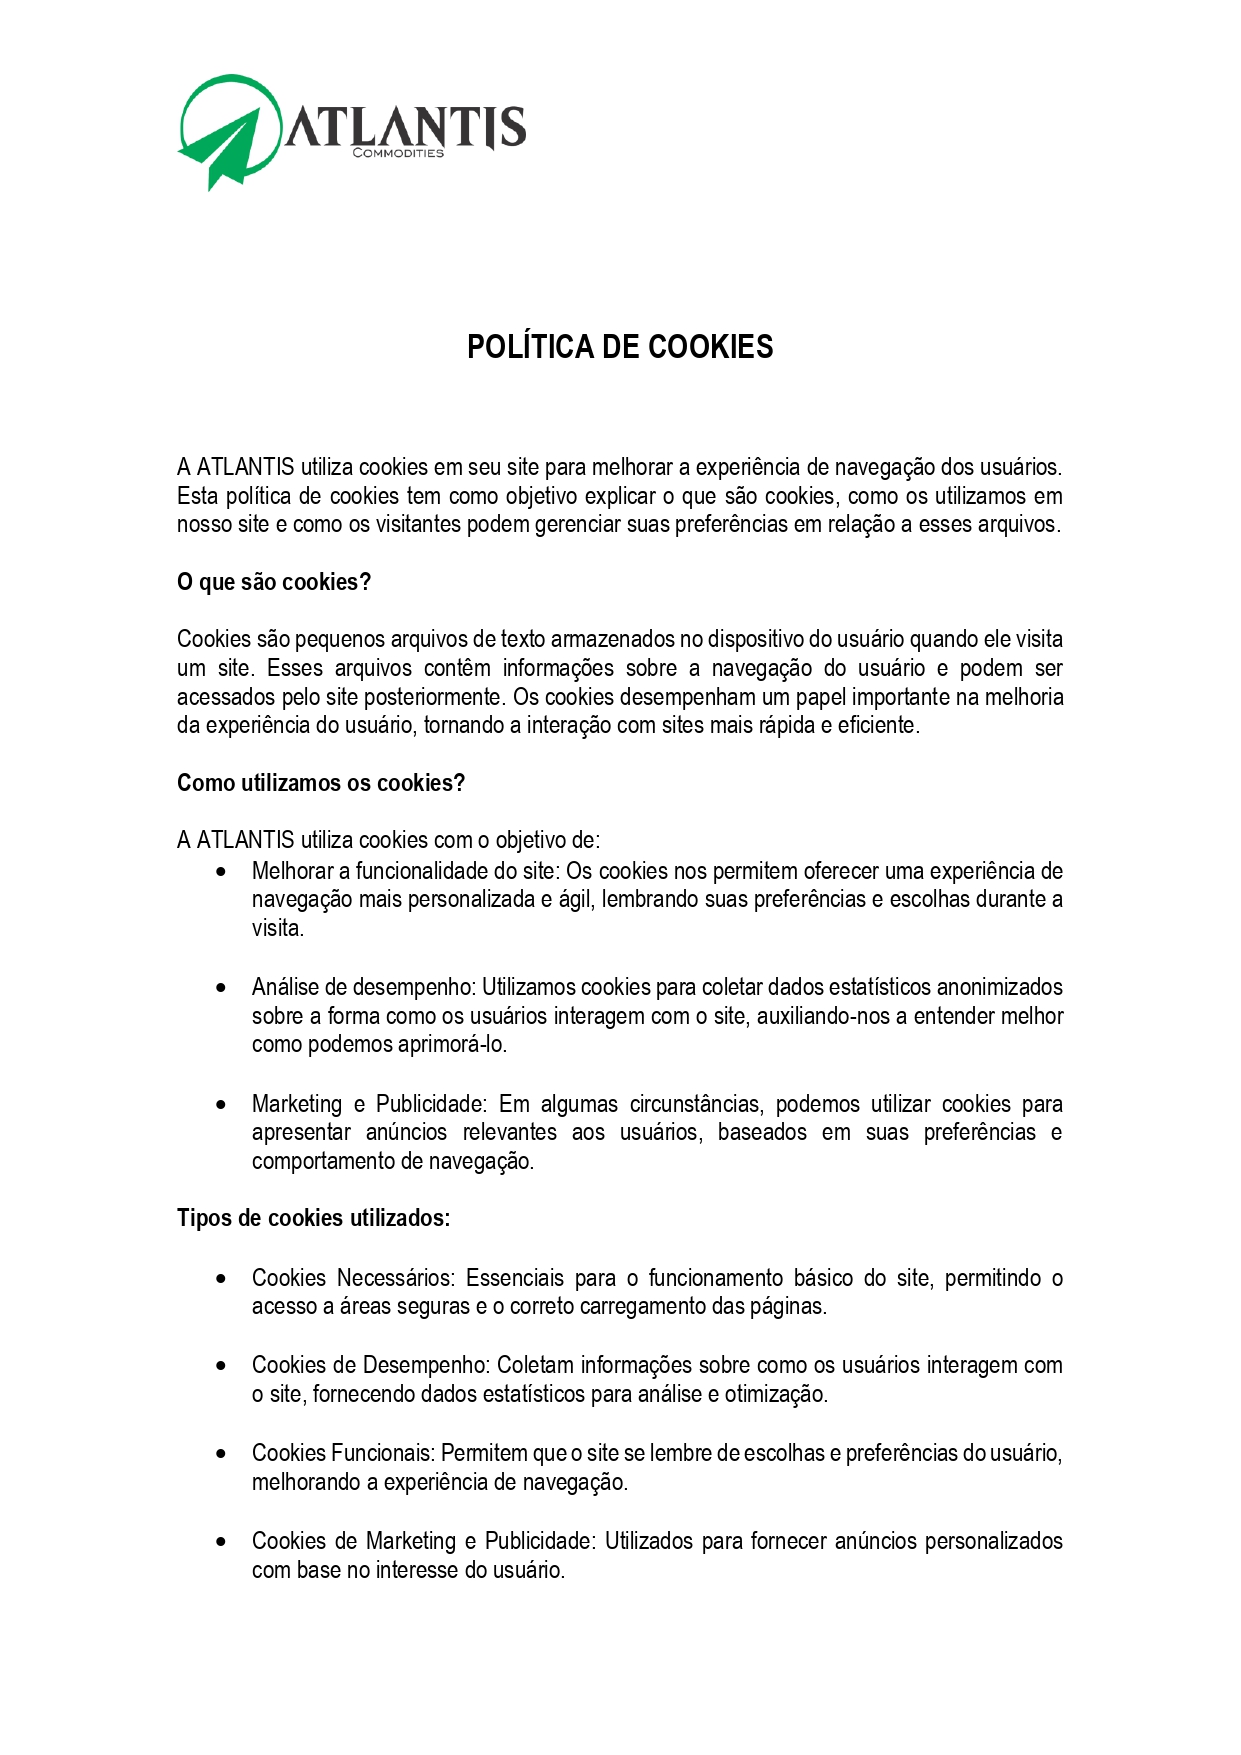 ATLANTIS
COMMODITIES
POLÍTICA DE COOKIES
A ATLANTIS utiliza cookies em seu site para melhorar a experiência de navegação dos usuários.
Esta política de cookies tem como objetivo explicar o que são cookies, como os utilizamos em
nosso site e como os visitantes podem gerenciar suas preferências em relação a esses arquivos.
O que são cookies?
Cookies são pequenos arquivos de texto armazenados no dispositivo do usuário quando ele visita
um site. Esses arquivos contêm informações sobre a navegação do usuário e podem ser
acessados pelo site posteriormente. Os cookies desempenham um papel importante na melhoria
da experiência do usuário, tornando a interação com sites mais rápida e eficiente.
Como utilizamos os cookies?
A ATLANTIS utiliza cookies com o objetivo de:
• Melhorar a funcionalidade do site: Os cookies nos permitem oferecer uma experiência de
navegação mais personalizada e ágil, lembrando suas preferências e escolhas durante a
visita.
• Análise de desempenho: Utilizamos cookies para coletar dados estatísticos anonimizados
sobre a forma como os usuários interagem com o site, auxiliando-nos a entender melhor
como podemos aprimorá-lo.
• Marketing e Publicidade: Em algumas circunstâncias, podemos utilizar cookies para
apresentar anúncios relevantes aos usuários, baseados em suas preferências e
comportamento de navegação.
Tipos de cookies utilizados:
• Cookies Necessários: Essenciais para o funcionamento básico do site, permitindo o
acesso a áreas seguras e o correto carregamento das páginas.
• Cookies de Desempenho: Coletam informações sobre como os usuários interagem com
o site, fornecendo dados estatísticos para análise e otimização.
• Cookies Funcionais: Permitem que o site se lembre de escolhas e preferências do usuário,
melhorando a experiência de navegação.
• Cookies de Marketing e Publicidade: Utilizados para fornecer anúncios personalizados
com base no interesse do usuário.